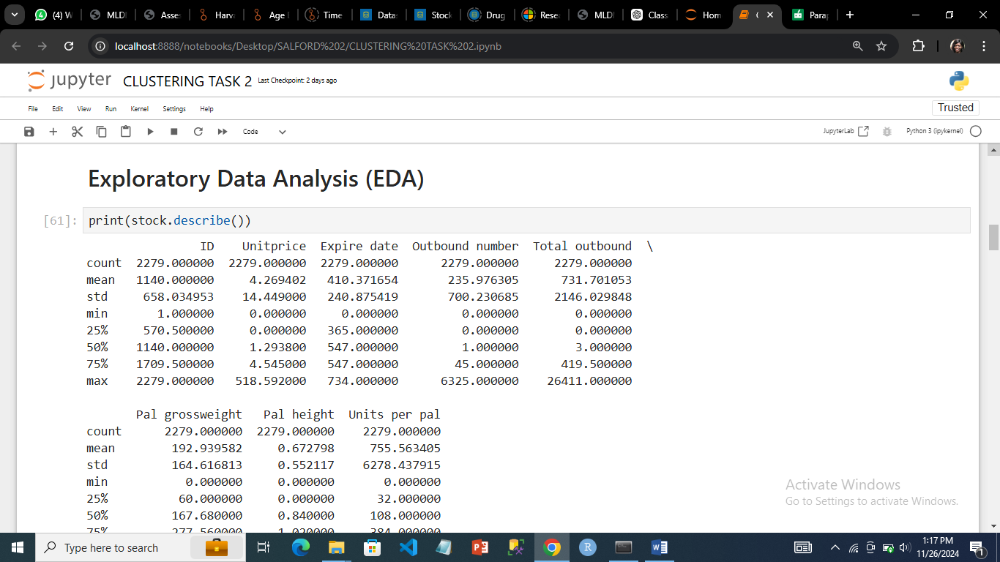 (4) W
MLDI
Asse
Harva
Age
Time
Data
Stock
Drug
Rese
MLDI
Class
Hom
Para
localhost:8888/notebooks/Desktop/SALFORD%202/CLUSTERING%20TASK%202.ipynb
jupyter CLUSTERING TASK 2 Last Checkpoint: 2 days ago
File Edit View Run Kernel Settings Help
Trusted
Code
JupyterLab
Python 3 (ipykernel)
Exploratory Data Analysis (EDA)
[61]: print(stock.describe())
ID Unitprice Expire date Outbound number Total outbound \
count 2279.000000 2279.000000 2279.000000 2279.000000 2279.000000
mean 1140.000000 4.269402 410.371654 235.976305 731.701053
std 658.034953 14.449000 240.875419 700.230685 2146.029848
min 1.000000 0.000000 0.000000 0.000000 0.000000
25% 570.500000 0.000000 365.000000 0.000000 0.000000
50% 1140.000000 1.293800 547.000000 1.000000 3.000000
75% 1709.500000 4.545000 547.000000 45.000000 419.500000
max 2279.000000 518.592000 734.000000 6325.000000 26411.000000
Pal grossweight Pal height Units per pal
count 2279.000000 2279.000000 2279.000000
mean 192.939582 0.672798 755.563405
std 164.616813 0.552117 6278.437915
min 0.000000 0.000000 0.000000
25% 60.000000 0.000000 32.000000
50% 167.680000 0.840000 108.000000
75% 277.560000 1.020000 384.000000
Activate Windows
Go to Settings to activate Windows.
Type here to search
1:17 PM
11/26/2024
1